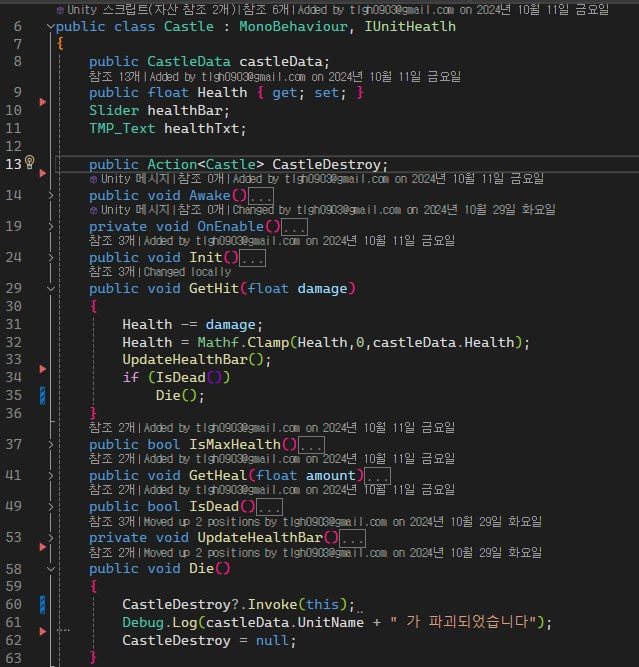 Unity 스크립트(자산 참조 2개)|참조 6개|Added by tlgh0903@gmail.com on 2024년 10월 11일 금요일
6 public class Castle : MonoBehaviour, IUnitHeatlh
7 {
8 public CastleData castleData;
참조 13개|Added by tlgh0903@gmail.com on 2024년 10월 11일 금요일
9 public float Health { get; set; }
10 Slider healthBar;
11 TMP_Text healthTxt;
12
13 public Action<Castle> CastleDestroy;
Unity 메시지|참조 0개|Added by tlgh0903@gmail.com on 2024년 10월 11일 금요일
14 public void Awake()...
Unity 메시지|참조 0개|Changed by tlgh0903@gmail.com on 2024년 10월 29일 화요일
19 private void OnEnable()...
참조 3개|Added by tlgh0903@gmail.com on 2024년 10월 11일 금요일
24 public void Init()...
참조 3개|Changed locally
29 public void GetHit(float damage)
30 {
31 Health -= damage;
32 Health = Mathf.Clamp(Health,0,castleData.Health);
33 UpdateHealthBar();
34 if (IsDead())
35 Die();
36 }
참조 2개|Added by tlgh0903@gmail.com on 2024년 10월 11일 금요일
37 public bool IsMaxHealth()...
참조 2개|Added by tlgh0903@gmail.com on 2024년 10월 11일 금요일
41 public void GetHeal(float amount)...
참조 2개|Added by tlgh0903@gmail.com on 2024년 10월 11일 금요일
49 public bool IsDead()...
참조 3개|Moved up 2 positions by tlgh0903@gmail.com on 2024년 10월 29일 화요일
53 private void UpdateHealthBar()...
참조 2개|Moved up 2 positions by tlgh0903@gmail.com on 2024년 10월 29일 화요일
58 public void Die()
59 {
60 CastleDestroy?.Invoke(this);
61 Debug.Log(castleData.UnitName + " 가 파괴되었습니다");
62 CastleDestroy = null;
63 }